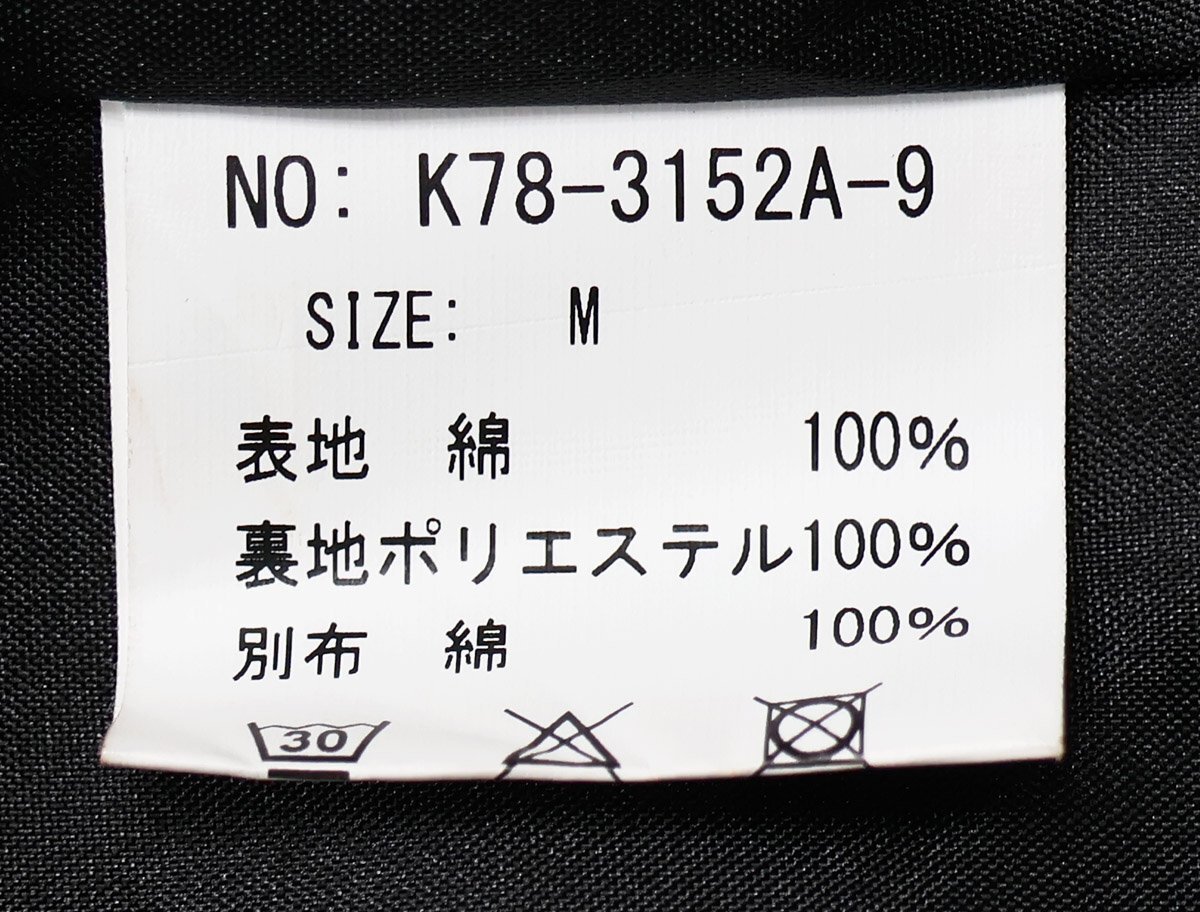 NO: K78-3152A-9
SIZE: M
表地 綿 100%
裏地ポリエステル100%
別布 綿 100%
30